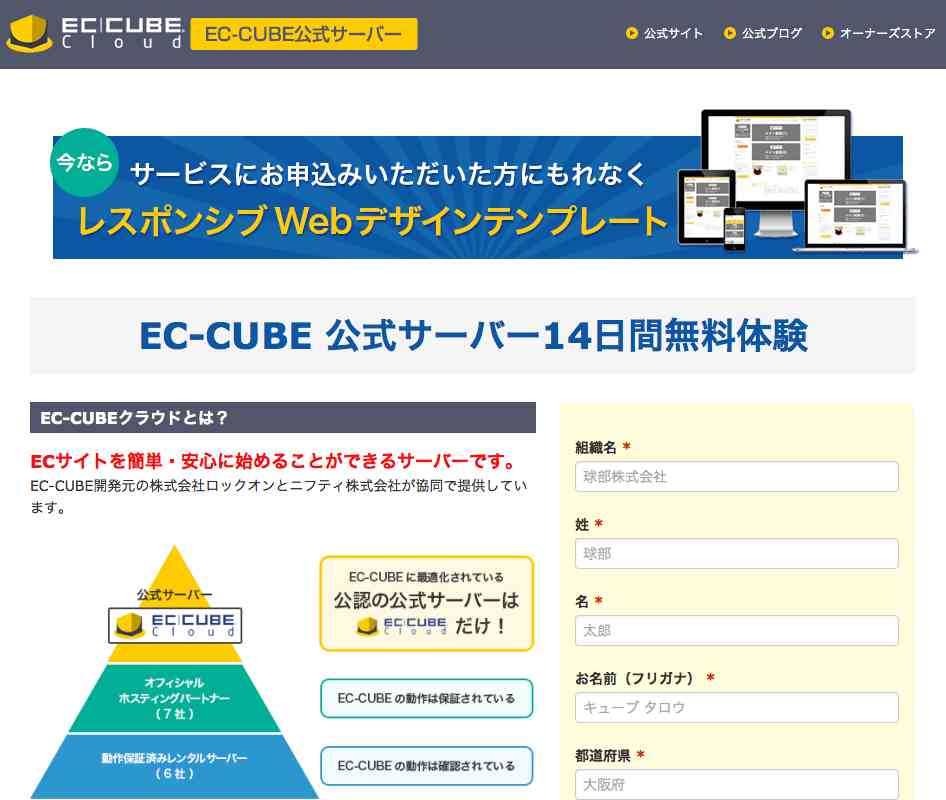 EC CUBE Cloud
EC-CUBE公式サーバー
公式サイト
公式ブログ
オーナーズストア
今なら
サービスにお申込みいただいた方にもれなく
レスポンシブ Webデザインテンプレート
EC-CUBE 公式サーバー14日間無料体験
EC-CUBEクラウドとは？
ECサイトを簡単・安心に始めることができるサーバーです。
EC-CUBE開発元の株式会社ロックオンとニフティ株式会社が協同で提供してい
ます。
公式サーバー
EC CUBE
Cloud
オフィシャル
ホスティングパートナー
（７社）
動作保証済みレンタルサーバー
（６社）
EC-CUBE に最適化されている
公認の公式サーバーは
EC CUBE Cloud だけ！
EC-CUBE の動作は保証されている
EC-CUBE の動作は確認されている
組織名 *
球部株式会社
姓 *
球部
名 *
太郎
お名前（フリガナ） *
キューブ タロウ
都道府県 *
大阪府